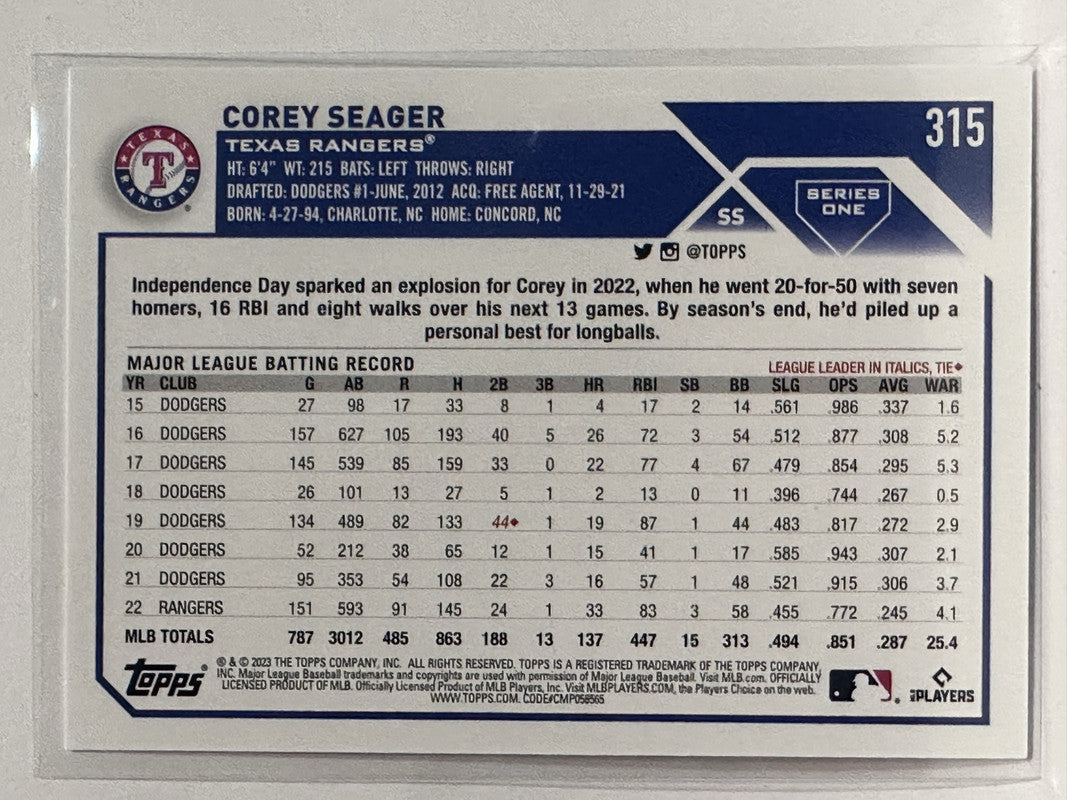 COREY SEAGER
315
TEXAS RANGERS
TEXAS RANGERS®
HT: 6'4" WT: 215 BATS: LEFT THROWS: RIGHT
DRAFTED: DODGERS #1-JUNE, 2012 ACQ: FREE AGENT, 11-29-21
BORN: 4-27-94, CHARLOTTE, NC HOME: CONCORD, NC
SS
SERIES
ONE
@TOPPS
Independence Day sparked an explosion for Corey in 2022, when he went 20-for-50 with seven
homers, 16 RBI and eight walks over his next 13 games. By season's end, he'd piled up a
personal best for longballs.
MAJOR LEAGUE BATTING RECORD LEAGUE LEADER IN ITALICS, TIE♦
YR CLUB G AB R H 2B 3B HR RBI SB BB SLG OPS AVG WAR
15 DODGERS 27 98 17 33 8 1 4 17 2 14 .561 .986 .337 1.6
16 DODGERS 157 627 105 193 40 5 26 72 3 54 .512 .877 .308 5.2
17 DODGERS 145 539 85 159 33 0 22 77 4 67 .479 .854 .295 5.3
18 DODGERS 26 101 13 27 5 1 2 13 0 11 .396 .744 .267 0.5
19 DODGERS 134 489 82 133 44♦ 1 19 87 1 44 .483 .817 .272 2.9
20 DODGERS 52 212 38 65 12 1 15 41 1 17 .585 .943 .307 2.1
21 DODGERS 95 353 54 108 22 3 16 57 1 48 .521 .915 .306 3.7
22 RANGERS 151 593 91 145 24 1 33 83 3 58 .455 .772 .245 4.1
MLB TOTALS 787 3012 485 863 188 13 137 447 15 313 .494 .851 .287 25.4
Topps®
® & © 2023 THE TOPPS COMPANY, INC. ALL RIGHTS RESERVED. TOPPS IS A REGISTERED TRADEMARK OF THE TOPPS COMPANY,
INC. Major League Baseball trademarks and copyrights are used with permission of Major League Baseball. Visit MLB.com. OFFICIALLY
LICENSED PRODUCT OF MLB. Officially Licensed Product of MLB Players, Inc. Visit MLBPLAYERS.COM, the Players Choice on the web.
WWW.TOPPS.COM. CODE#CMP056565
MLB PLAYERS